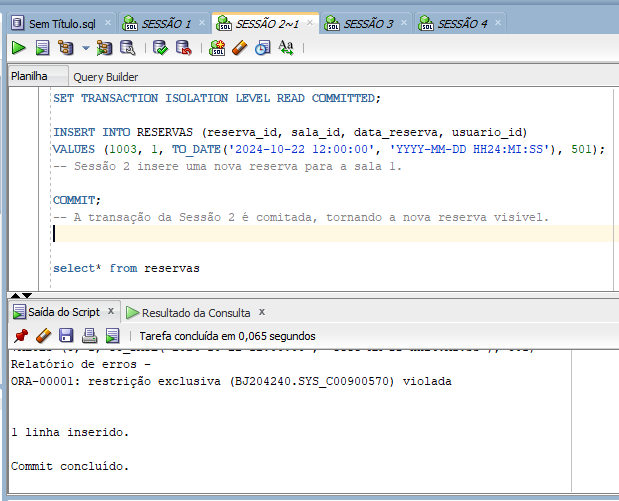 Sem Título.sql SESSÃO 1 SESSÃO 2~1 SESSÃO 3 SESSÃO 4
Planilha Query Builder
SET TRANSACTION ISOLATION LEVEL READ COMMITTED;
INSERT INTO RESERVAS (reserva_id, sala_id, data_reserva, usuario_id)
VALUES (1003, 1, TO_DATE('2024-10-22 12:00:00', 'YYYY-MM-DD HH24:MI:SS'), 501);
-- Sessão 2 insere uma nova reserva para a sala 1.
COMMIT;
-- A transação da Sessão 2 é comitada, tornando a nova reserva visível.
select* from reservas
Saída do Script x Resultado da Consulta x
Tarefa concluída em 0,065 segundos
Relatório de erros -
ORA-00001: restrição exclusiva (BJ204240.SYS_C00900570) violada
1 linha inserido.
Commit concluído.